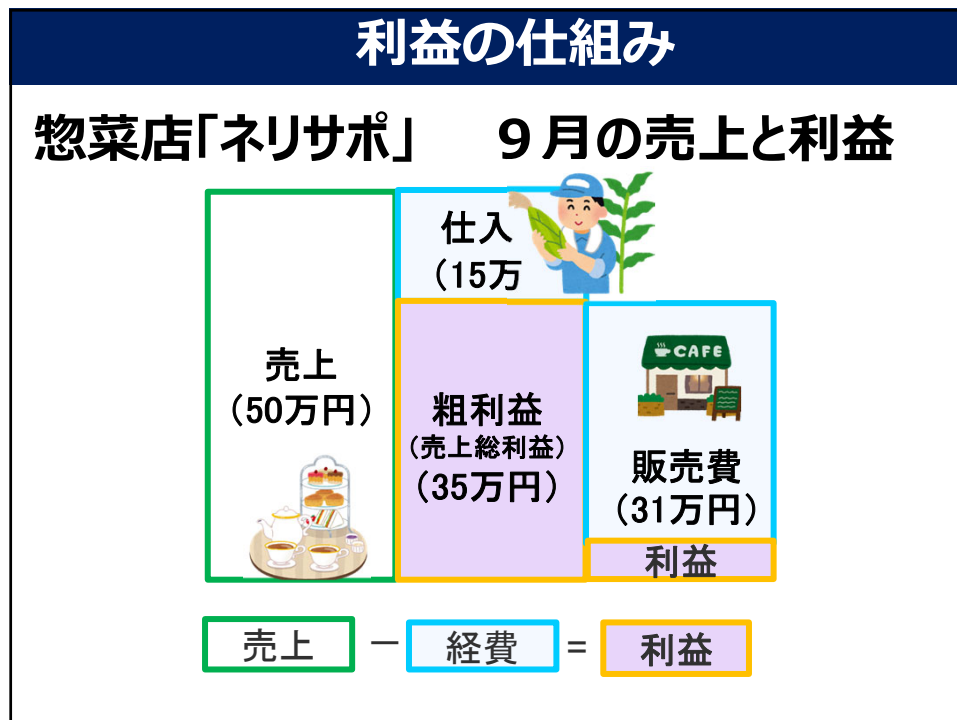 利益の仕組み
惣菜店「ネリサポ」　９月の売上と利益
仕入
（15万
売上
（50万円）
粗利益
（売上総利益）
（35万円）
CAFE
販売費
（31万円）
利益
売上 － 経費 = 利益